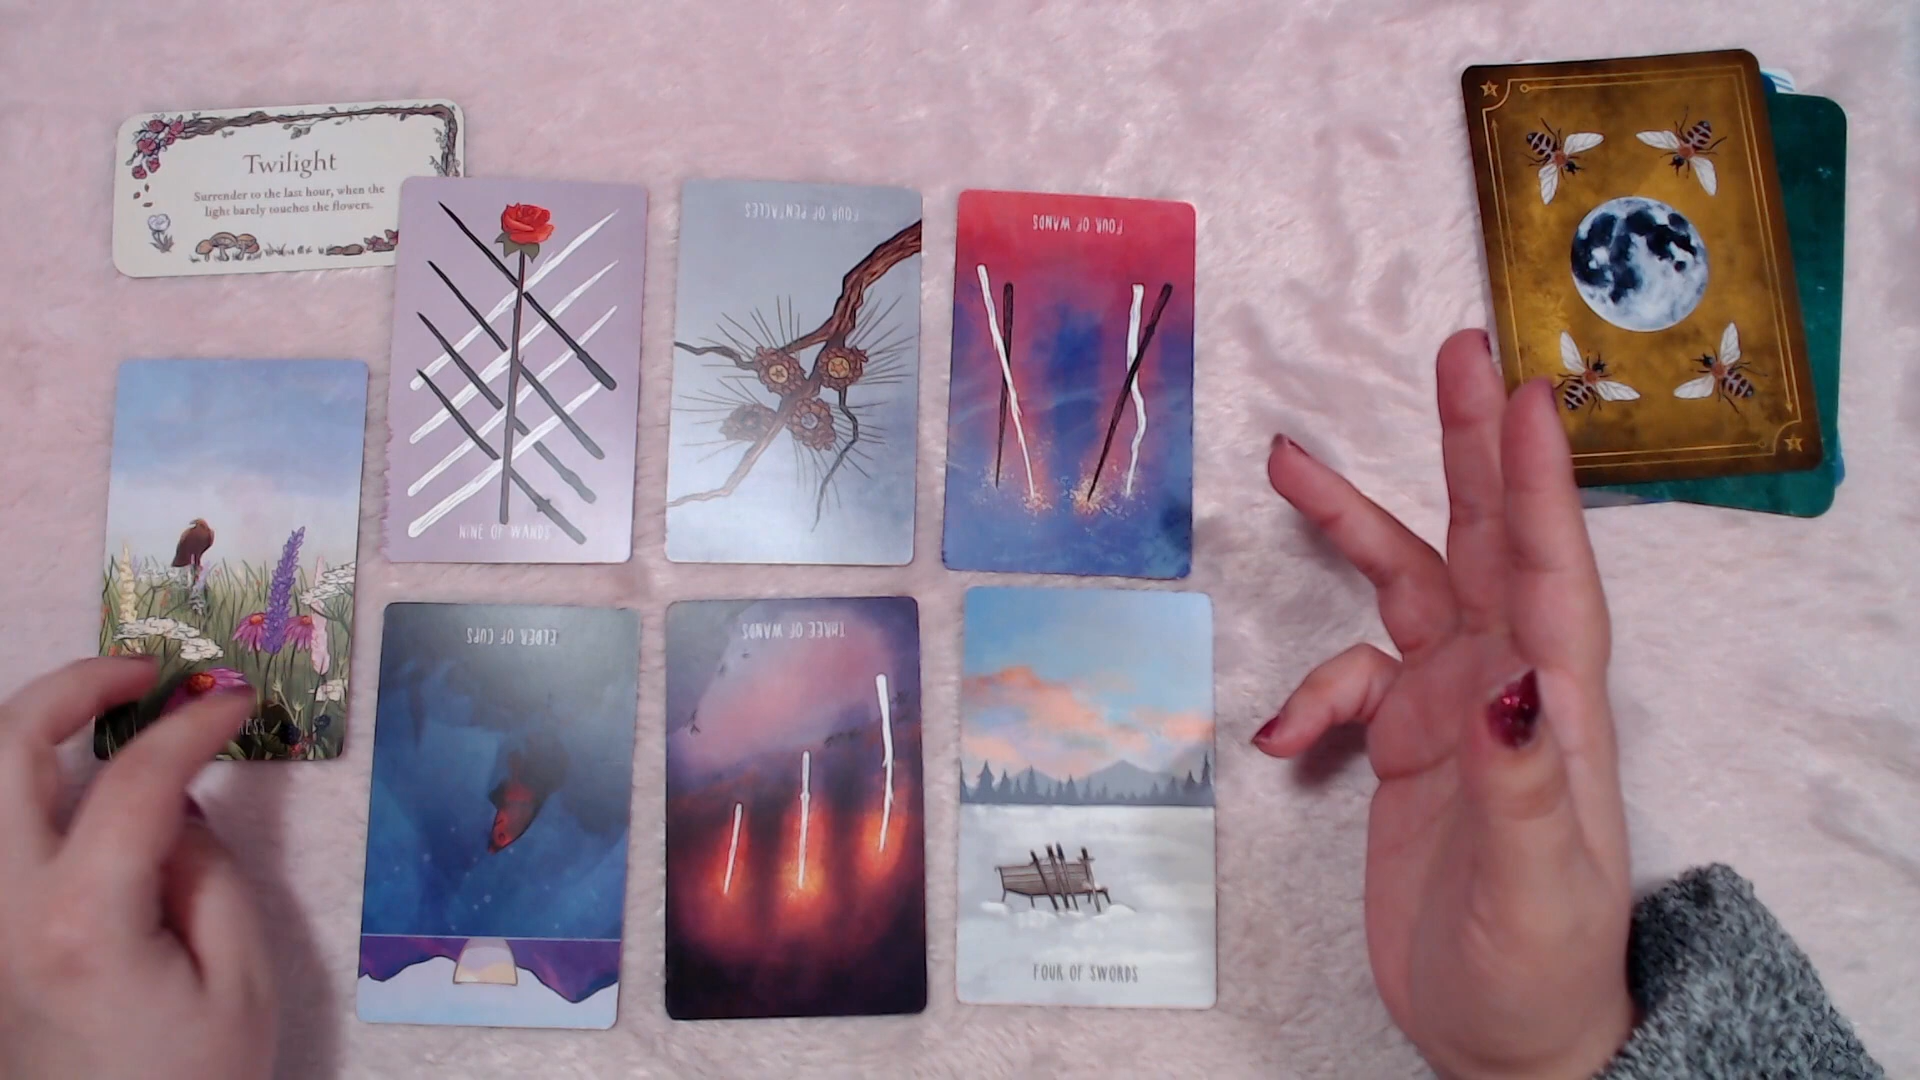 Twilight
Surrender to the last hour, when the
light barely touches the flowers.
NINE OF WANDS
FOUR OF PENTACLES
FOUR OF WANDS
ELDER OF CUPS
THREE OF WANDS
FOUR OF SWORDS